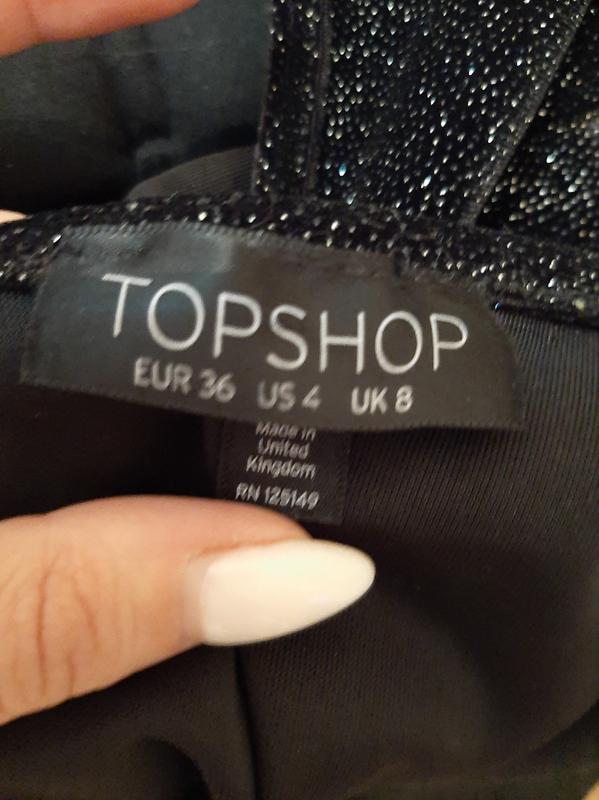 TOPSHOP
EUR 36 US 4 UK 8
Made in
United
Kingdom
RN 125149